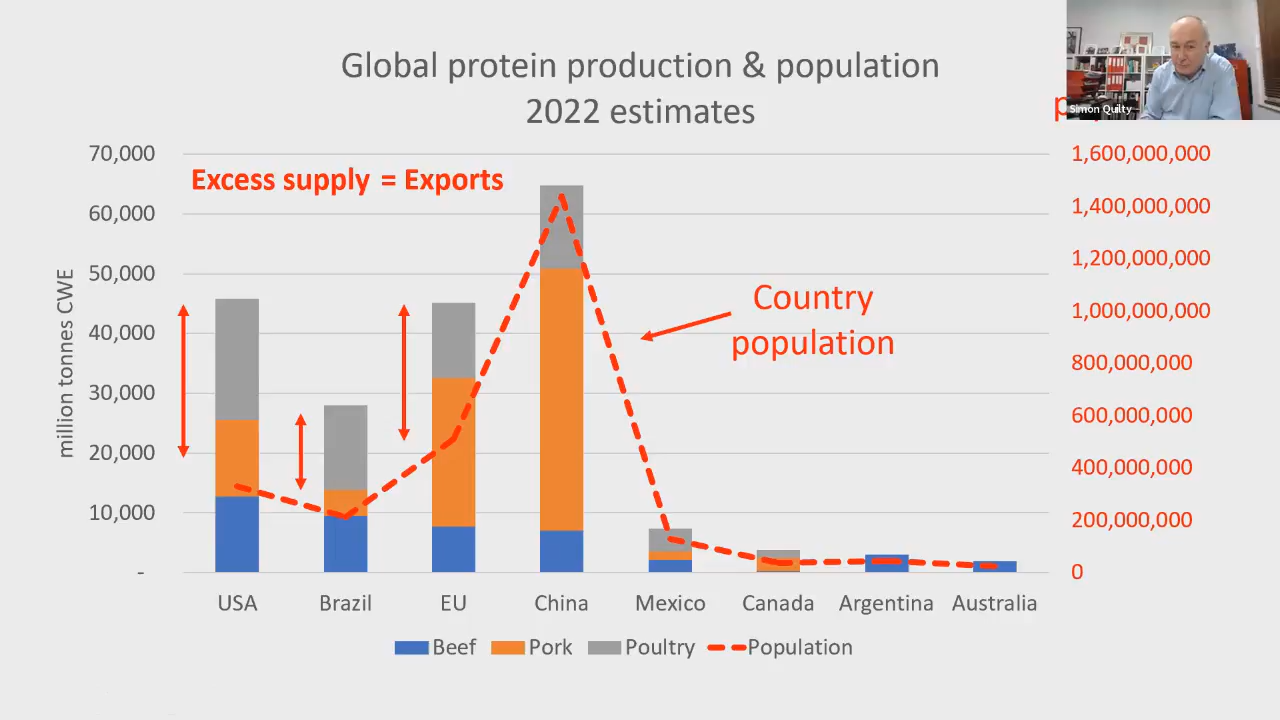 Global protein production & population
2022 estimates
Simon Quilty
Excess supply = Exports
million tonnes CWE
70,000
60,000
50,000
40,000
30,000
20,000
10,000
-
1,600,000,000
1,400,000,000
1,200,000,000
1,000,000,000
800,000,000
600,000,000
400,000,000
200,000,000
0
Country
population
USA Brazil EU China Mexico Canada Argentina Australia
Beef Pork Poultry Population